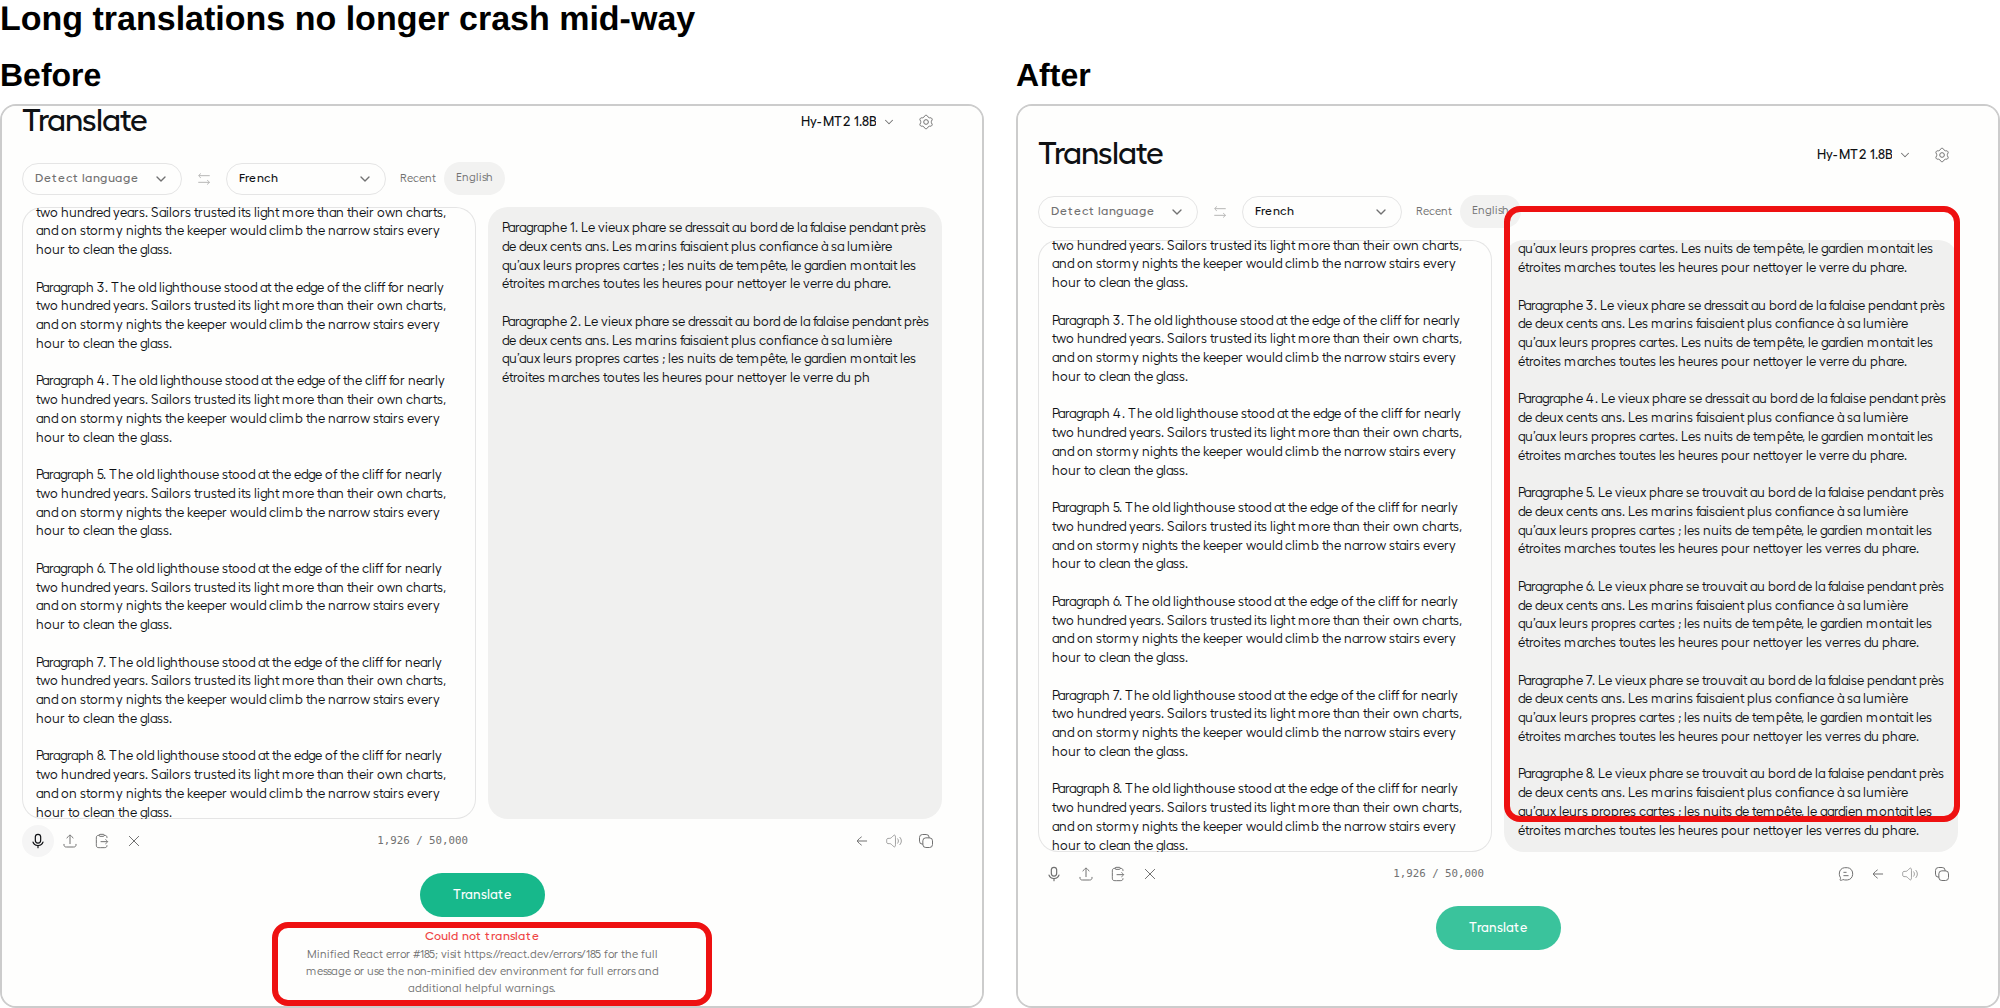 Long translations no longer crash mid-way
Before
Translate
Hy-MT2 1.8B
Detect language
French
Recent
English
two hundred years. Sailors trusted its light more than their own charts,
and on stormy nights the keeper would climb the narrow stairs every
hour to clean the glass.
Paragraph 3. The old lighthouse stood at the edge of the cliff for nearly
two hundred years. Sailors trusted its light more than their own charts,
and on stormy nights the keeper would climb the narrow stairs every
hour to clean the glass.
Paragraph 4. The old lighthouse stood at the edge of the cliff for nearly
two hundred years. Sailors trusted its light more than their own charts,
and on stormy nights the keeper would climb the narrow stairs every
hour to clean the glass.
Paragraph 5. The old lighthouse stood at the edge of the cliff for nearly
two hundred years. Sailors trusted its light more than their own charts,
and on stormy nights the keeper would climb the narrow stairs every
hour to clean the glass.
Paragraph 6. The old lighthouse stood at the edge of the cliff for nearly
two hundred years. Sailors trusted its light more than their own charts,
and on stormy nights the keeper would climb the narrow stairs every
hour to clean the glass.
Paragraph 7. The old lighthouse stood at the edge of the cliff for nearly
two hundred years. Sailors trusted its light more than their own charts,
and on stormy nights the keeper would climb the narrow stairs every
hour to clean the glass.
Paragraph 8. The old lighthouse stood at the edge of the cliff for nearly
two hundred years. Sailors trusted its light more than their own charts,
and on stormy nights the keeper would climb the narrow stairs every
hour to clean the glass.
Paragraphe 1. Le vieux phare se dressait au bord de la falaise pendant près
de deux cents ans. Les marins faisaient plus confiance à sa lumière
qu'aux leurs propres cartes ; les nuits de tempête, le gardien montait les
étroites marches toutes les heures pour nettoyer le verre du phare.
Paragraphe 2. Le vieux phare se dressait au bord de la falaise pendant près
de deux cents ans. Les marins faisaient plus confiance à sa lumière
qu'aux leurs propres cartes ; les nuits de tempête, le gardien montait les
étroites marches toutes les heures pour nettoyer le verre du ph
1,926 / 50,000
Translate
Could not translate
Minified React error #185; visit https://react.dev/errors/185 for the full
message or use the non-minified dev environment for full errors and
additional helpful warnings.
After
Translate
Hy-MT2 1.8B
Detect language
French
Recent
English
two hundred years. Sailors trusted its light more than their own charts,
and on stormy nights the keeper would climb the narrow stairs every
hour to clean the glass.
Paragraph 3. The old lighthouse stood at the edge of the cliff for nearly
two hundred years. Sailors trusted its light more than their own charts,
and on stormy nights the keeper would climb the narrow stairs every
hour to clean the glass.
Paragraph 4. The old lighthouse stood at the edge of the cliff for nearly
two hundred years. Sailors trusted its light more than their own charts,
and on stormy nights the keeper would climb the narrow stairs every
hour to clean the glass.
Paragraph 5. The old lighthouse stood at the edge of the cliff for nearly
two hundred years. Sailors trusted its light more than their own charts,
and on stormy nights the keeper would climb the narrow stairs every
hour to clean the glass.
Paragraph 6. The old lighthouse stood at the edge of the cliff for nearly
two hundred years. Sailors trusted its light more than their own charts,
and on stormy nights the keeper would climb the narrow stairs every
hour to clean the glass.
Paragraph 7. The old lighthouse stood at the edge of the cliff for nearly
two hundred years. Sailors trusted its light more than their own charts,
and on stormy nights the keeper would climb the narrow stairs every
hour to clean the glass.
Paragraph 8. The old lighthouse stood at the edge of the cliff for nearly
two hundred years. Sailors trusted its light more than their own charts,
and on stormy nights the keeper would climb the narrow stairs every
hour to clean the glass.
qu'aux leurs propres cartes. Les nuits de tempête, le gardien montait les
étroites marches toutes les heures pour nettoyer le verre du phare.
Paragraphe 3. Le vieux phare se dressait au bord de la falaise pendant près
de deux cents ans. Les marins faisaient plus confiance à sa lumière
qu'aux leurs propres cartes. Les nuits de tempête, le gardien montait les
étroites marches toutes les heures pour nettoyer le verre du phare.
Paragraphe 4. Le vieux phare se dressait au bord de la falaise pendant près
de deux cents ans. Les marins faisaient plus confiance à sa lumière
qu'aux leurs propres cartes. Les nuits de tempête, le gardien montait les
étroites marches toutes les heures pour nettoyer le verre du phare.
Paragraphe 5. Le vieux phare se trouvait au bord de la falaise pendant près
de deux cents ans. Les marins faisaient plus confiance à sa lumière
qu'aux leurs propres cartes ; les nuits de tempête, le gardien montait les
étroites marches toutes les heures pour nettoyer les verres du phare.
Paragraphe 6. Le vieux phare se trouvait au bord de la falaise pendant près
de deux cents ans. Les marins faisaient plus confiance à sa lumière
qu'aux leurs propres cartes ; les nuits de tempête, le gardien montait les
étroites marches toutes les heures pour nettoyer les verres du phare.
Paragraphe 7. Le vieux phare se trouvait au bord de la falaise pendant près
de deux cents ans. Les marins faisaient plus confiance à sa lumière
qu'aux leurs propres cartes ; les nuits de tempête, le gardien montait les
étroites marches toutes les heures pour nettoyer les verres du phare.
Paragraphe 8. Le vieux phare se trouvait au bord de la falaise pendant près
de deux cents ans. Les marins faisaient plus confiance à sa lumière
qu'aux leurs propres cartes ; les nuits de tempête, le gardien montait les
étroites marches toutes les heures pour nettoyer les verres du phare.
1,926 / 50,000
Translate